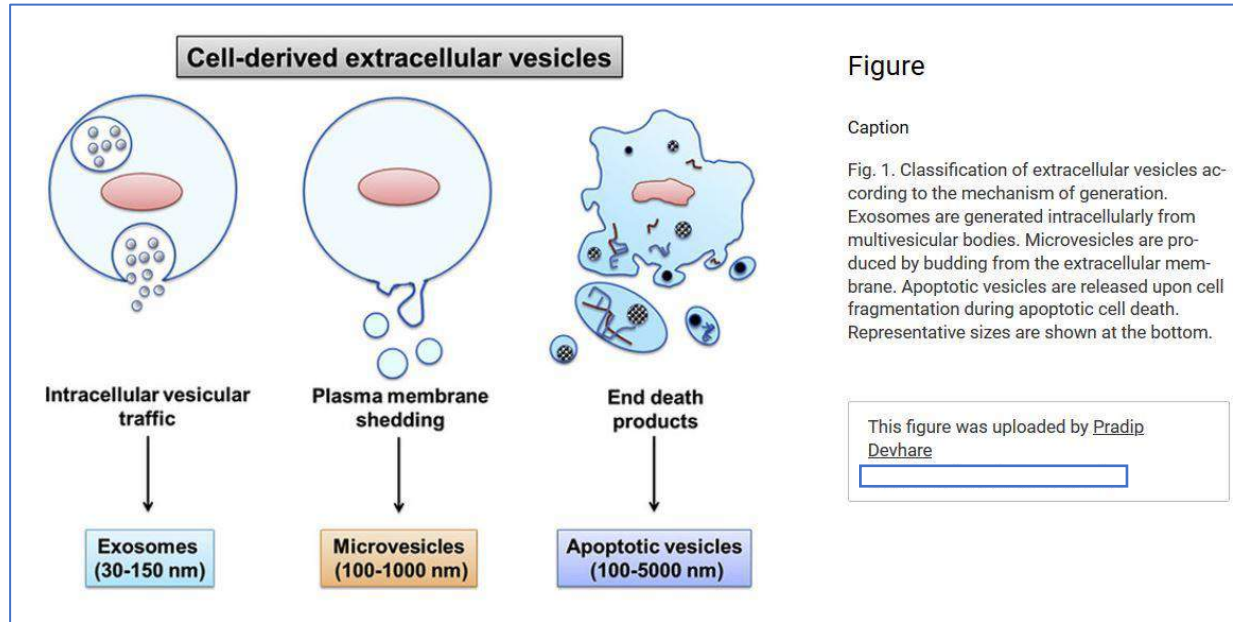 Cell-derived extracellular vesicles
Intracellular vesicular
traffic
Plasma membrane
shedding
End death
products
Exosomes
(30-150 nm)
Microvesicles
(100-1000 nm)
Apoptotic vesicles
(100-5000 nm)
Figure
Caption
Fig. 1. Classification of extracellular vesicles ac-
cording to the mechanism of generation.
Exosomes are generated intracellularly from
multivesicular bodies. Microvesicles are pro-
duced by budding from the extracellular mem-
brane. Apoptotic vesicles are released upon cell
fragmentation during apoptotic cell death.
Representative sizes are shown at the bottom.
This figure was uploaded by Pradip
Devhare